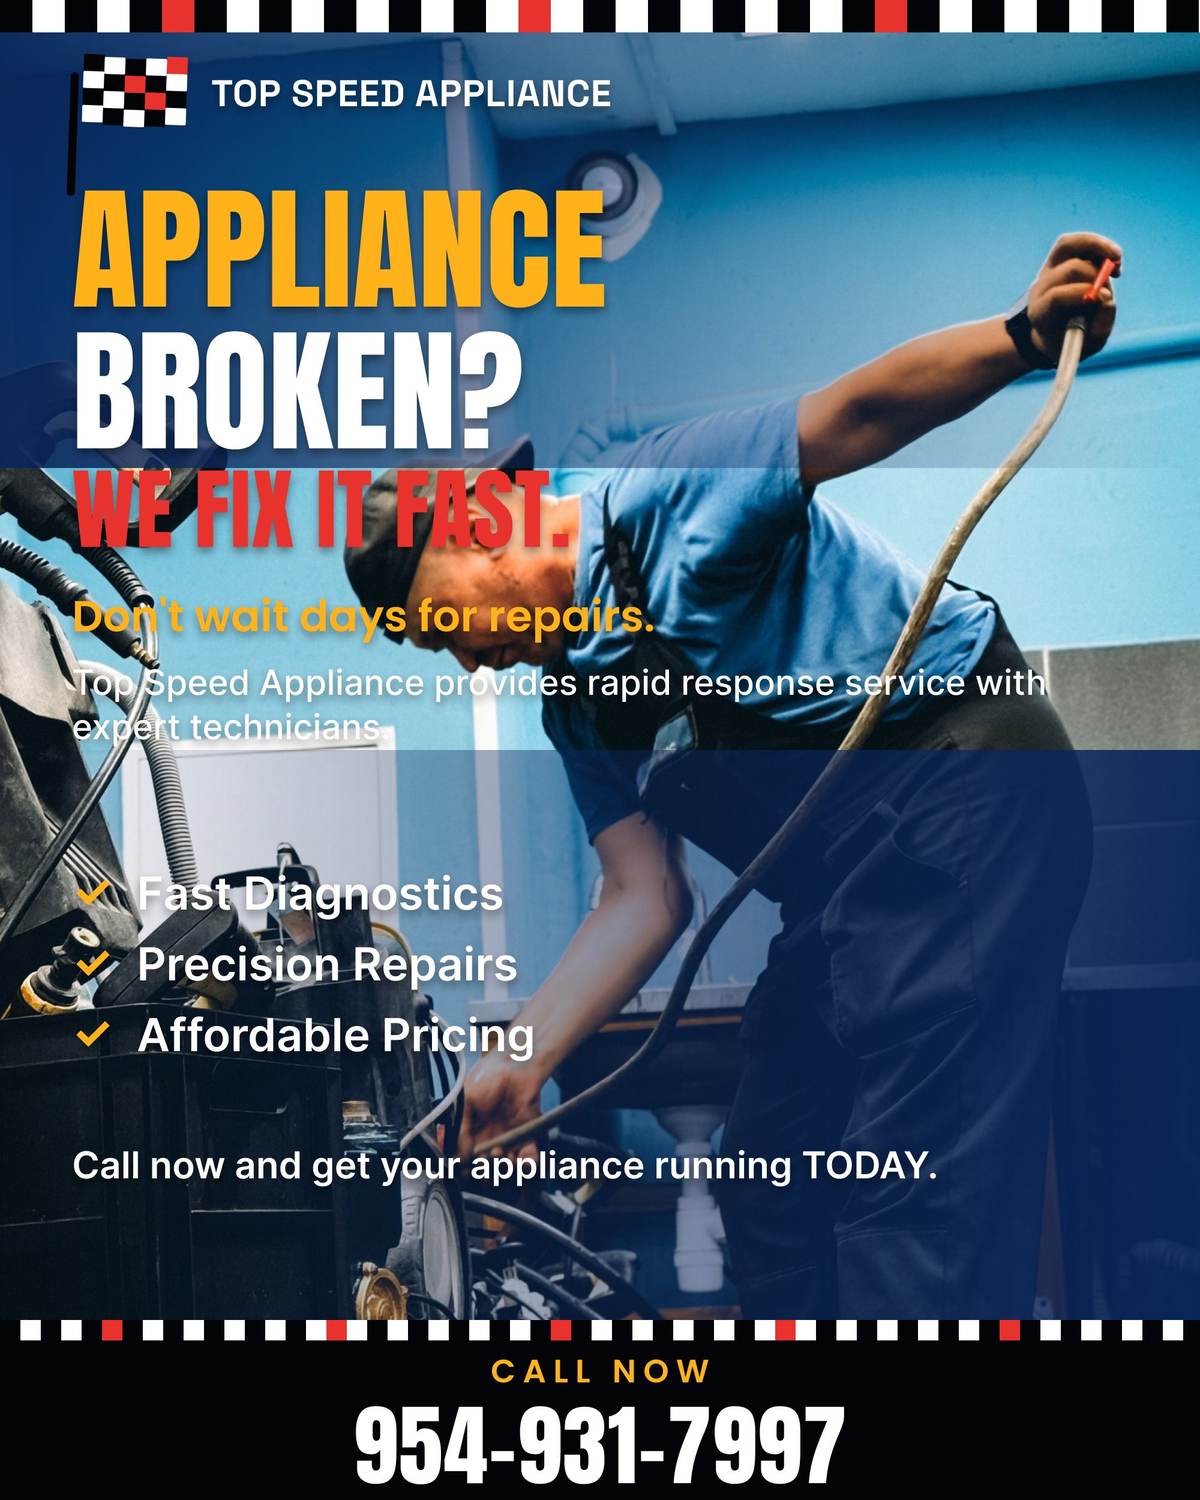 TOP SPEED APPLIANCE
APPLIANCE
BROKEN?
WE FIX IT FAST.
Don't wait days for repairs.
Top Speed Appliance provides rapid response service with
expert technicians.
Fast Diagnostics
Precision Repairs
Affordable Pricing
Call now and get your appliance running TODAY.
CALL NOW
954-931-7997